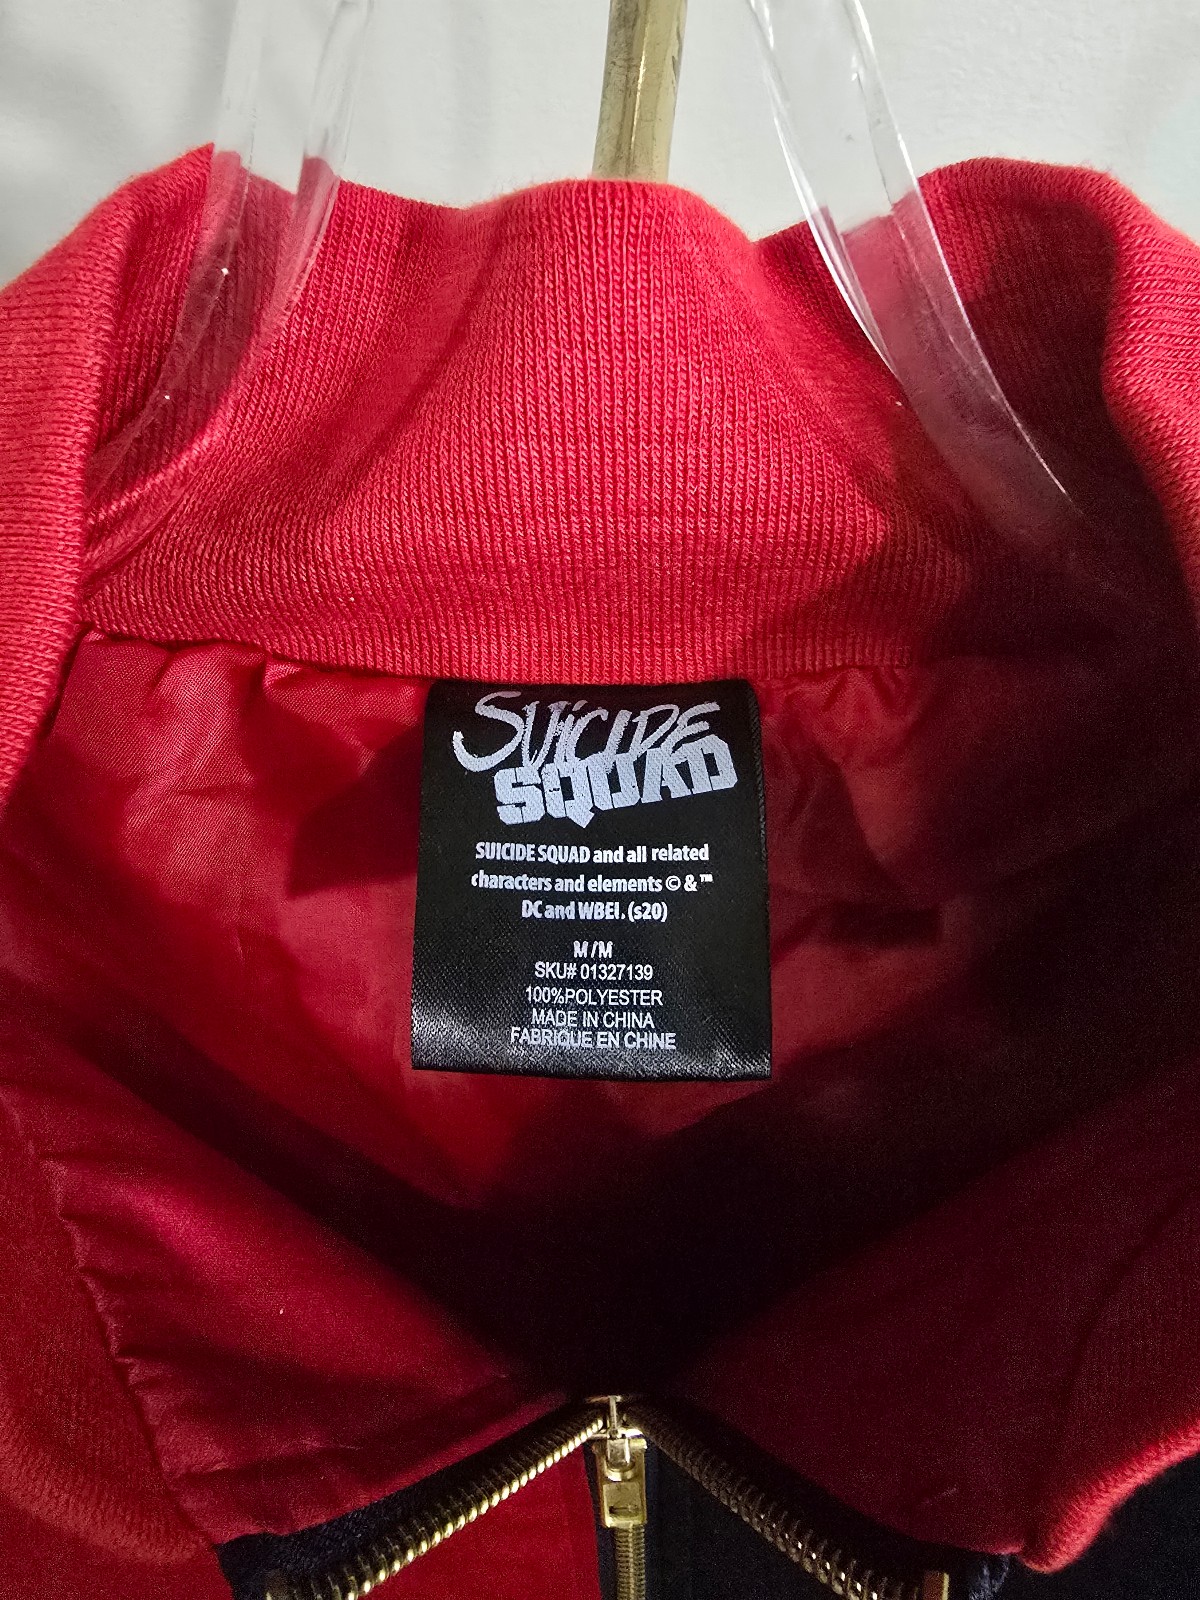 SUiCIDE
SQUAD
SUICIDE SQUAD and all related
characters and elements © & ™
DC and WBEI. (s20)
M/M
SKU# 01327139
100%POLYESTER
MADE IN CHINA
FABRIQUE EN CHINE